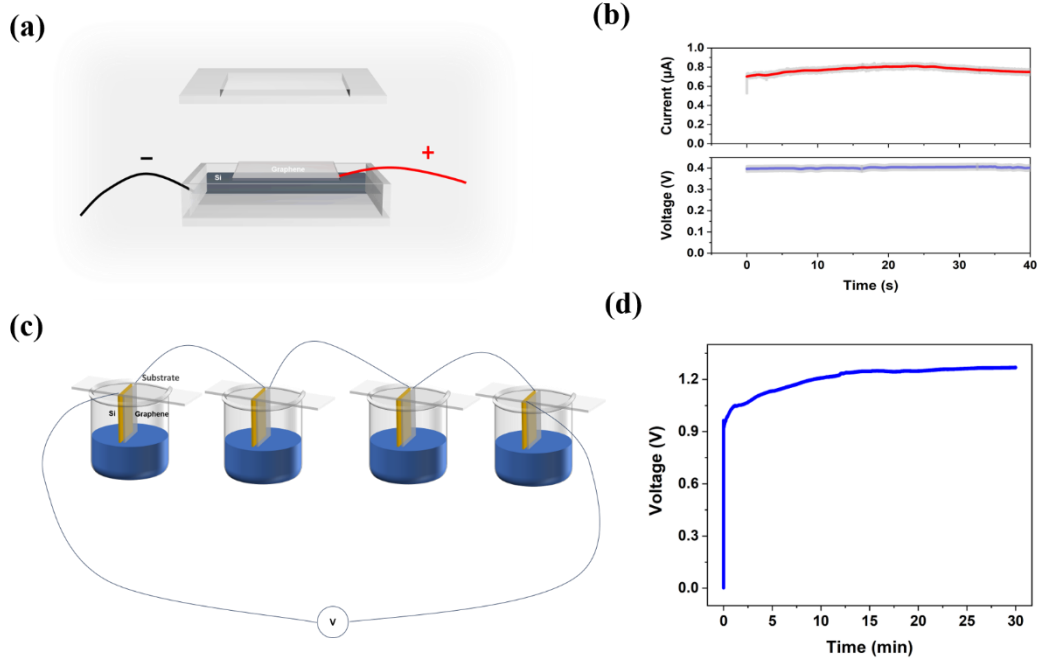 (a)
−
+
Graphene
Si
(b)
Current (μA)
1.0
0.8
0.6
0.4
0.2
0.0
Voltage (V)
0.4
0.3
0.2
0.1
0.0
0 10 20 30 40
Time (s)
(c)
Substrate
Si
Graphene
V
(d)
Voltage (V)
1.2
0.9
0.6
0.3
0.0
0 5 10 15 20 25 30
Time (min)